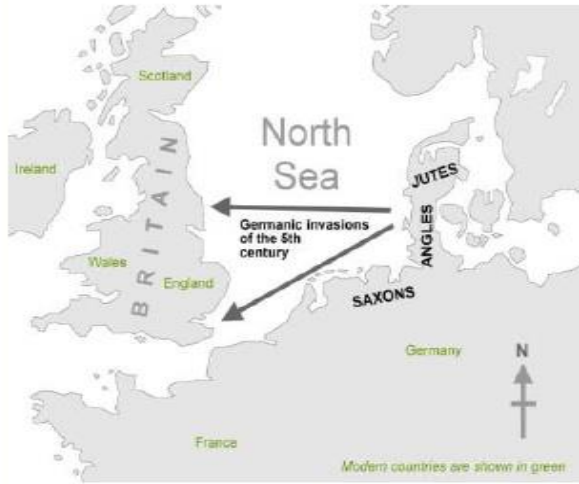 Scotland
North
Sea
Ireland
BRITAIN
JUTES
ANGLES
Germanic invasions
of the 5th
century
Wales
England
SAXONS
Germany
N
France
Modern countries are shown in green